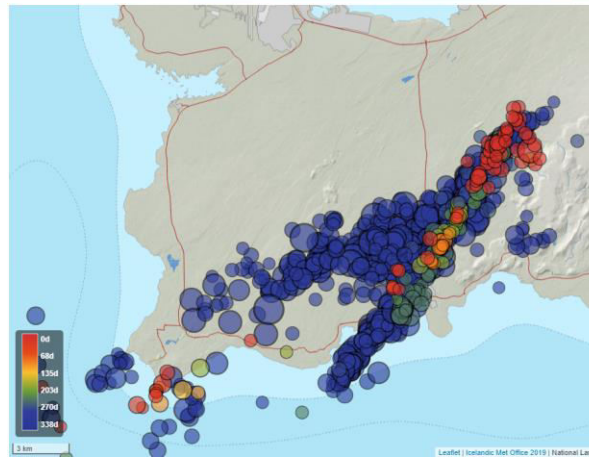 0d
68d
135d
203d
270d
338d
3 km
Leaflet | Icelandic Met Office 2019 | National La